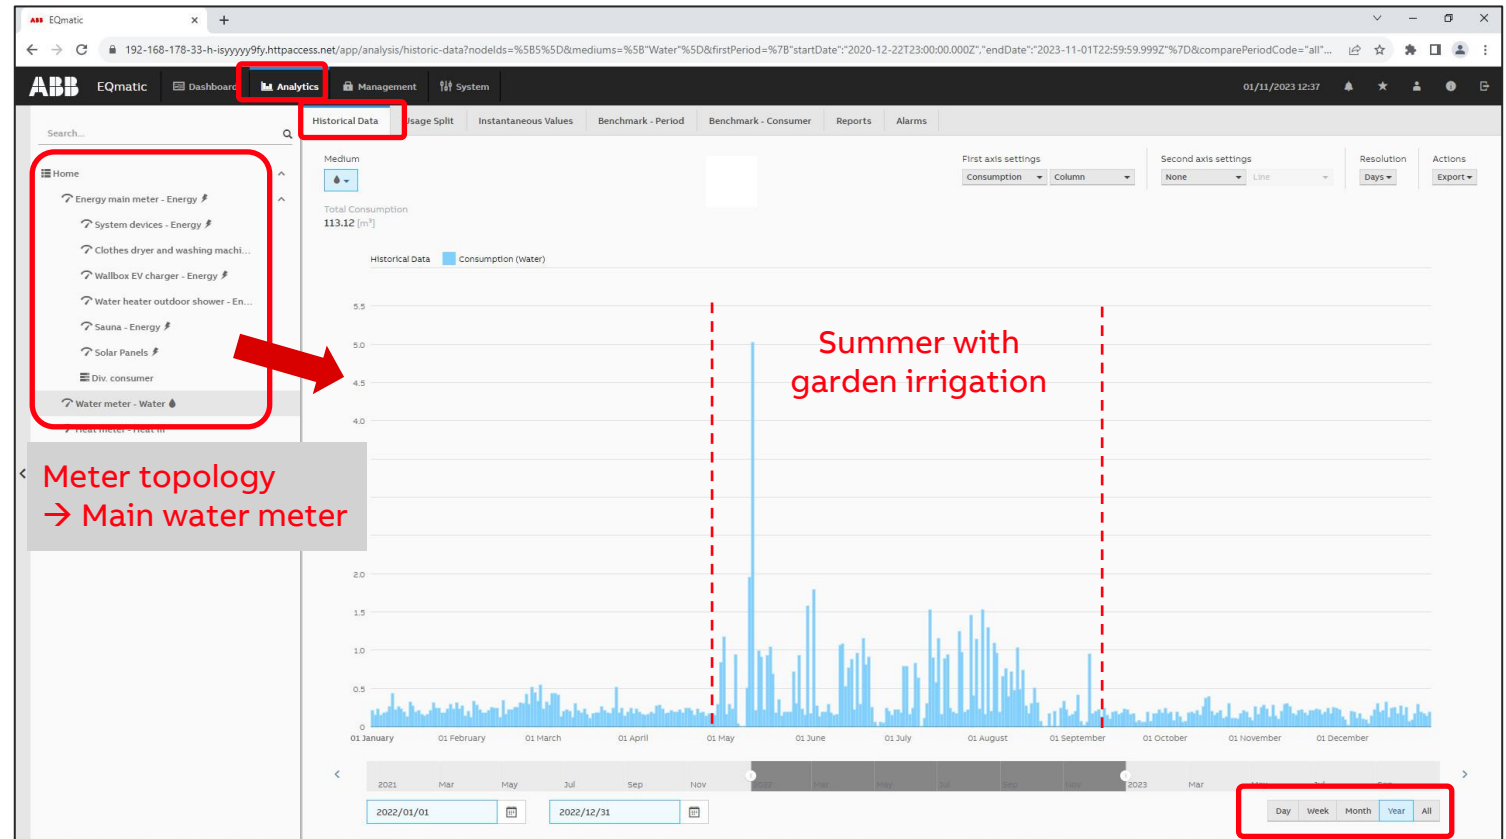 ABB EQmatic
192-168-178-33-h-isyyyyy9fy.httpaccess.net/app/analysis/historic-data?nodeIds=%5B5%5D&mediums=%5B"Water"%5D&firstPeriod=%7B"startDate":"2020-12-22T23:00:00.000Z","endDate":"2023-11-01T22:59:59.999Z"%7D&comparePeriodCode="all"...
ABB EQmatic Dashboard Analytics Management System 01/11/2023 12:37
Historical Data Usage Split Instantaneous Values Benchmark - Period Benchmark - Consumer Reports Alarms
Search...
Home
Energy main meter - Energy
System devices - Energy
Clothes dryer and washing machi...
Wallbox EV charger - Energy
Water heater outdoor shower - En...
Sauna - Energy
Solar Panels
Div. consumer
Water meter - Water
Meter topology
→ Main water meter
Medium
First axis settings
Second axis settings
Resolution
Actions
Consumption Column
None Line
Days
Export
Total Consumption
113.12 [m³]
Historical Data Consumption (Water)
Summer with
garden irrigation
5.5
5.0
4.5
4.0
2.0
1.5
1.0
0.5
0
01 January 01 February 01 March 01 April 01 May 01 June 01 July 01 August 01 September 01 October 01 November 01 December
2021 Mar May Jul Sep Nov 2023 Mar
2022/01/01 2022/12/31
Day Week Month Year All